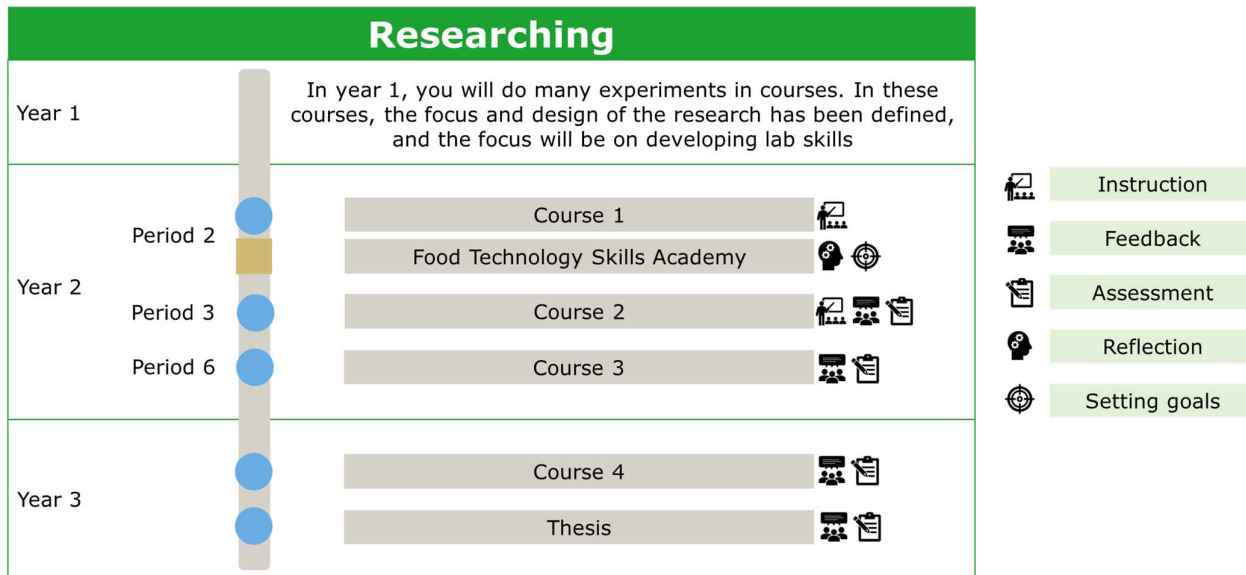 Researching
Year 1
In year 1, you will do many experiments in courses. In these
courses, the focus and design of the research has been defined,
and the focus will be on developing lab skills
Year 2
Period 2
Course 1
Food Technology Skills Academy
Period 3
Course 2
Period 6
Course 3
Year 3
Course 4
Thesis
Instruction
Feedback
Assessment
Reflection
Setting goals